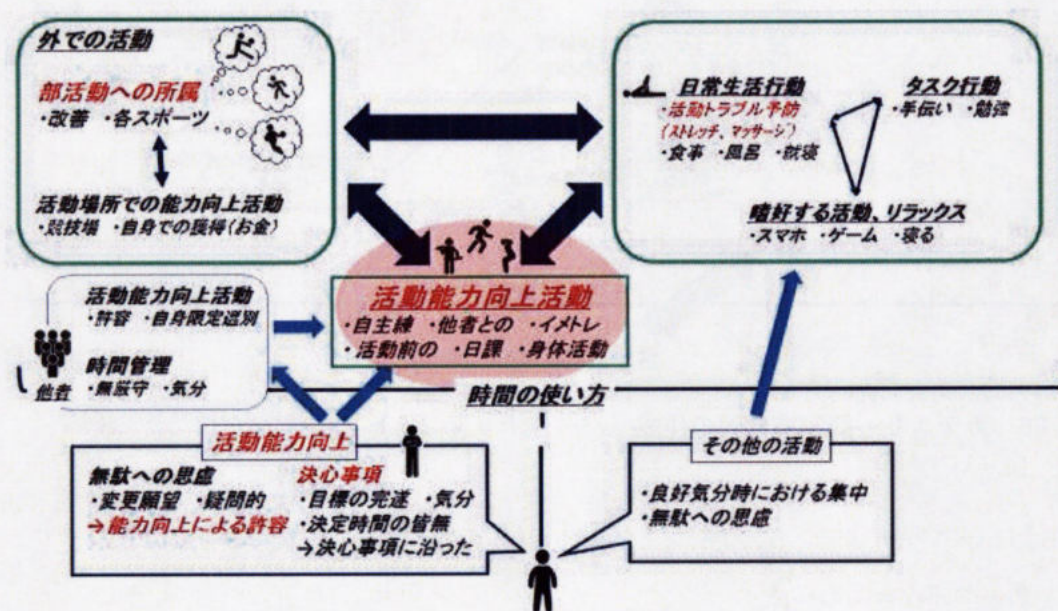 外での活動
部活動への所属
・改善 ・各スポーツ
活動場所での能力向上活動
・競技場 ・自身での獲得(お金)
日常生活行動
・活動トラブル予防
(ストレッチ、マッサージ)
・食事 ・風呂 ・就寝
タスク行動
・手伝い ・勉強
嗜好する活動、リラックス
・スマホ ・ゲーム ・寝る
活動能力向上活動
・自主練 ・他者との ・イメトレ
・活動前の ・日課 ・身体活動
活動能力向上活動
・許容 ・自身限定選別
時間管理
・無厳守 ・気分
他者
時間の使い方
活動能力向上
無駄への思慮
・変更願望 ・疑問的
→能力向上による許容
決心事項
・目標の完遂 ・気分
・決定時間の皆無
→決心事項に沿った
その他の活動
・良好気分時における集中
・無駄への思慮